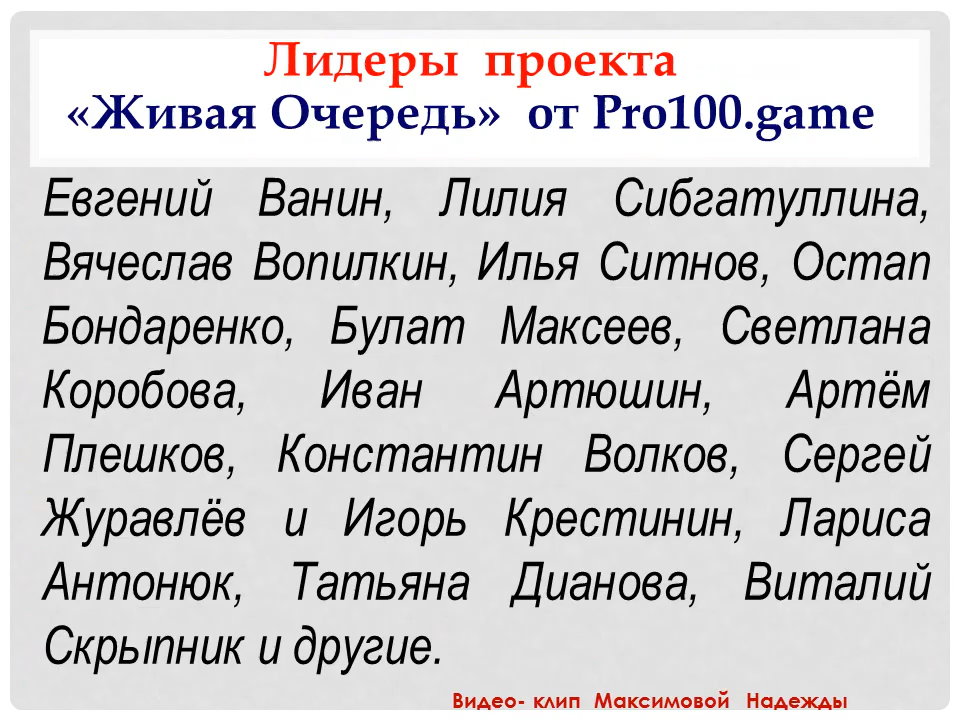 Лидеры проекта
«Живая Очередь» от Pro100.game
Евгений Ванин, Лилия Сибгатуллина,
Вячеслав Вопилкин, Илья Ситнов, Остап
Бондаренко, Булат Максеев, Светлана
Коробова, Иван Артюшин, Артём
Плешков, Константин Волков, Сергей
Журавлёв и Игорь Крестинин, Лариса
Антонюк, Татьяна Дианова, Виталий
Скрыпник и другие.
Видео- клип Максимовой Надежды